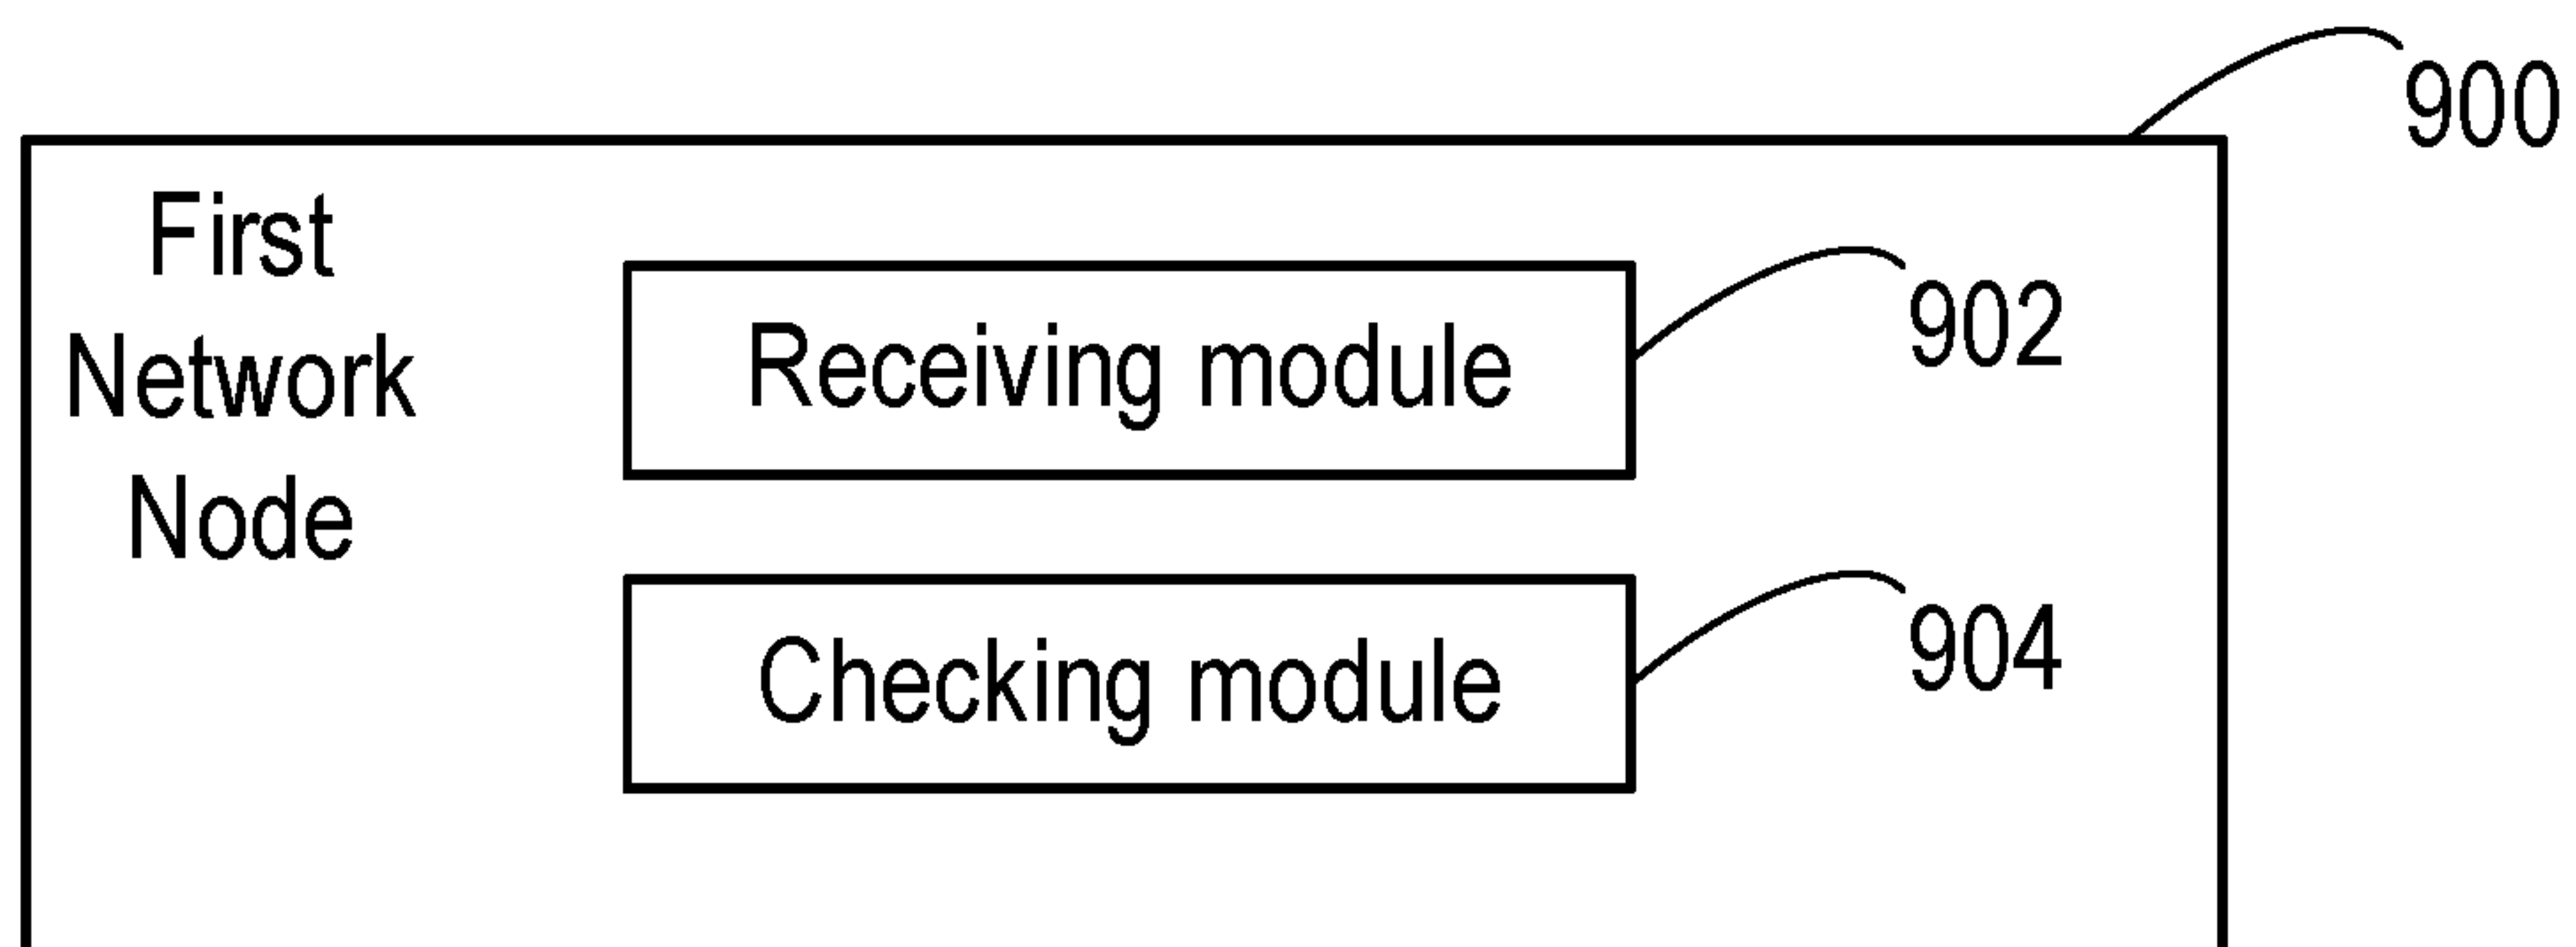 900
First
Network
Node
Receiving module
902
Checking module
904